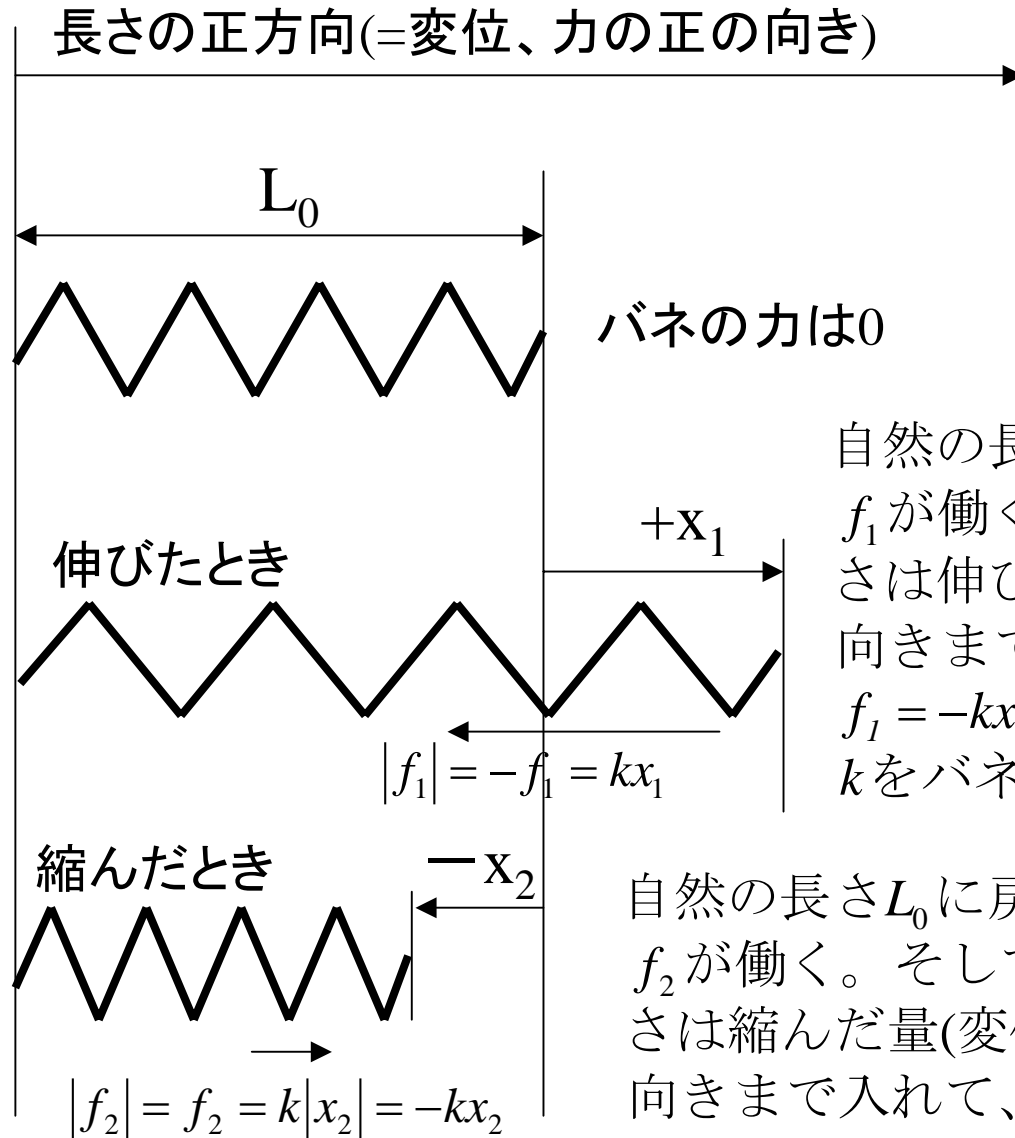 長さの正方向(=変位、力の正の向き)
L₀
バネの力は0
自然の長
f₁が働く
+x₁
伸びたとき
さは伸び
向きまで
f₁ = −kx
|f₁| = −f₁ = kx₁
kをバネ
縮んだとき
−x₂
自然の長さL₀に戻
f₂が働く。そして
さは縮んだ量(変位
|f₂| = f₂ = k|x₂| = −kx₂
向きまで入れて、